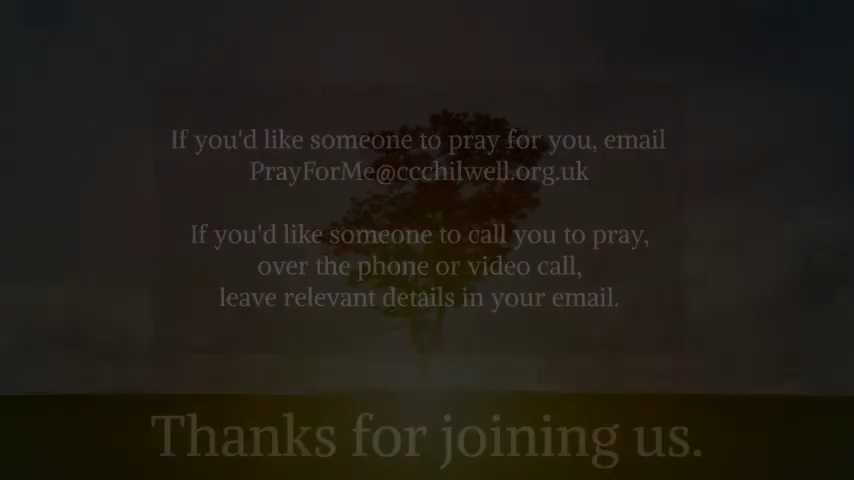 If you'd like someone to pray for you, email
PrayForMe@ccchilwell.org.uk
If you'd like someone to call you to pray,
over the phone or video call,
leave relevant details in your email.
Thanks for joining us.